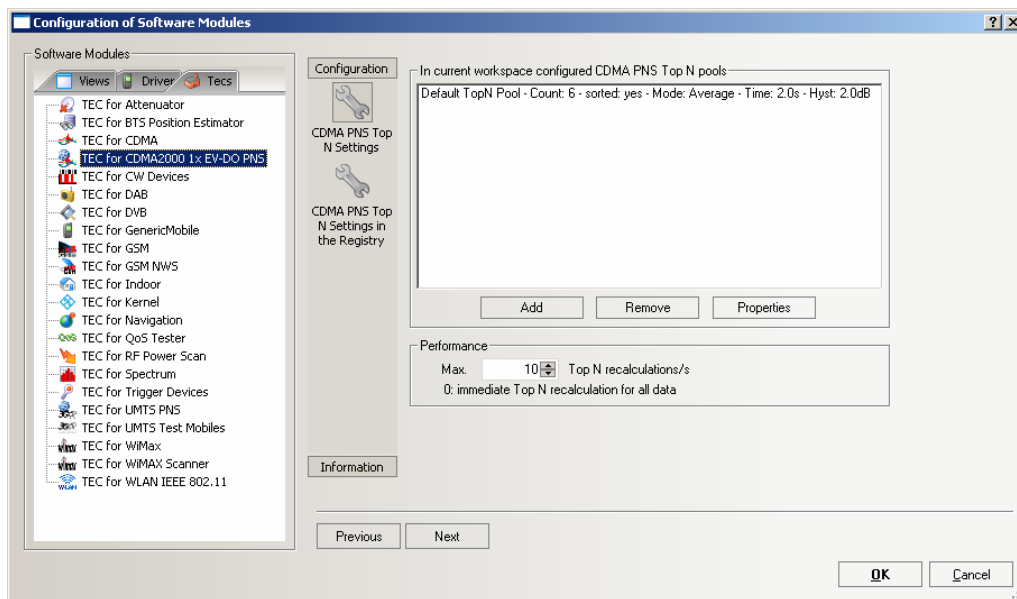 Configuration of Software Modules
Software Modules
Views
Driver
Tecs
TEC for Attenuator
TEC for BTS Position Estimator
TEC for CDMA
TEC for CDMA2000 1x EV-DO PNS
TEC for CW Devices
TEC for DAB
TEC for DVB
TEC for GenericMobile
TEC for GSM
TEC for GSM NWS
TEC for Indoor
TEC for Kernel
TEC for Navigation
TEC for QoS Tester
TEC for RF Power Scan
TEC for Spectrum
TEC for Trigger Devices
TEC for UMTS PNS
TEC for UMTS Test Mobiles
TEC for WiMax
TEC for WiMAX Scanner
TEC for WLAN IEEE 802.11
Configuration
CDMA PNS Top
N Settings
CDMA PNS Top
N Settings in
the Registry
Information
In current workspace configured CDMA PNS Top N pools
Default TopN Pool - Count: 6 - sorted: yes - Mode: Average - Time: 2.0s - Hyst: 2.0dB
Add
Remove
Properties
Performance
Max. 10 Top N recalculations/s
0: immediate Top N recalculation for all data
Previous
Next
OK
Cancel